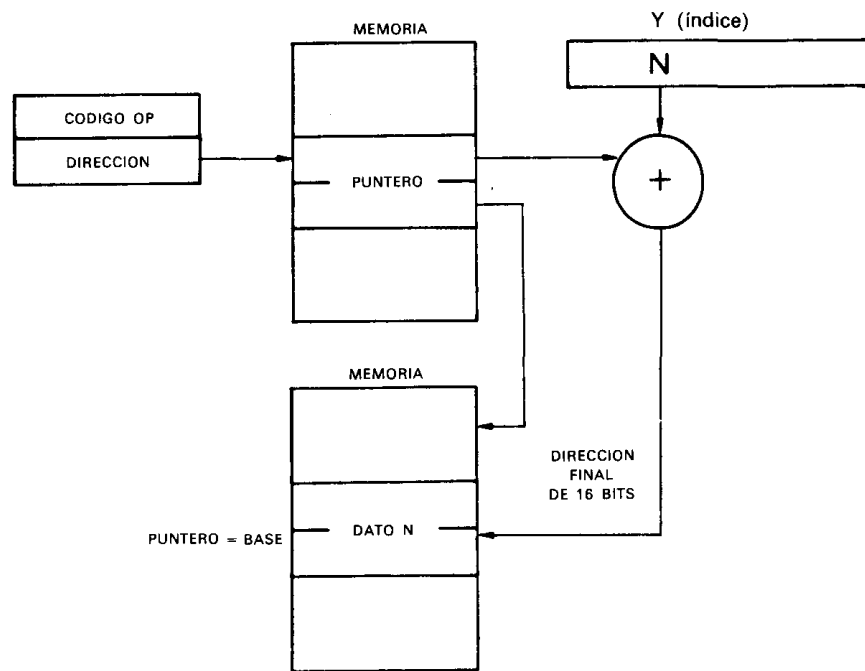 MEMORIA
Y (índice)
N
CODIGO OP
DIRECCION
PUNTERO
+
MEMORIA
DIRECCION
FINAL
DE 16 BITS
PUNTERO = BASE
DATO N